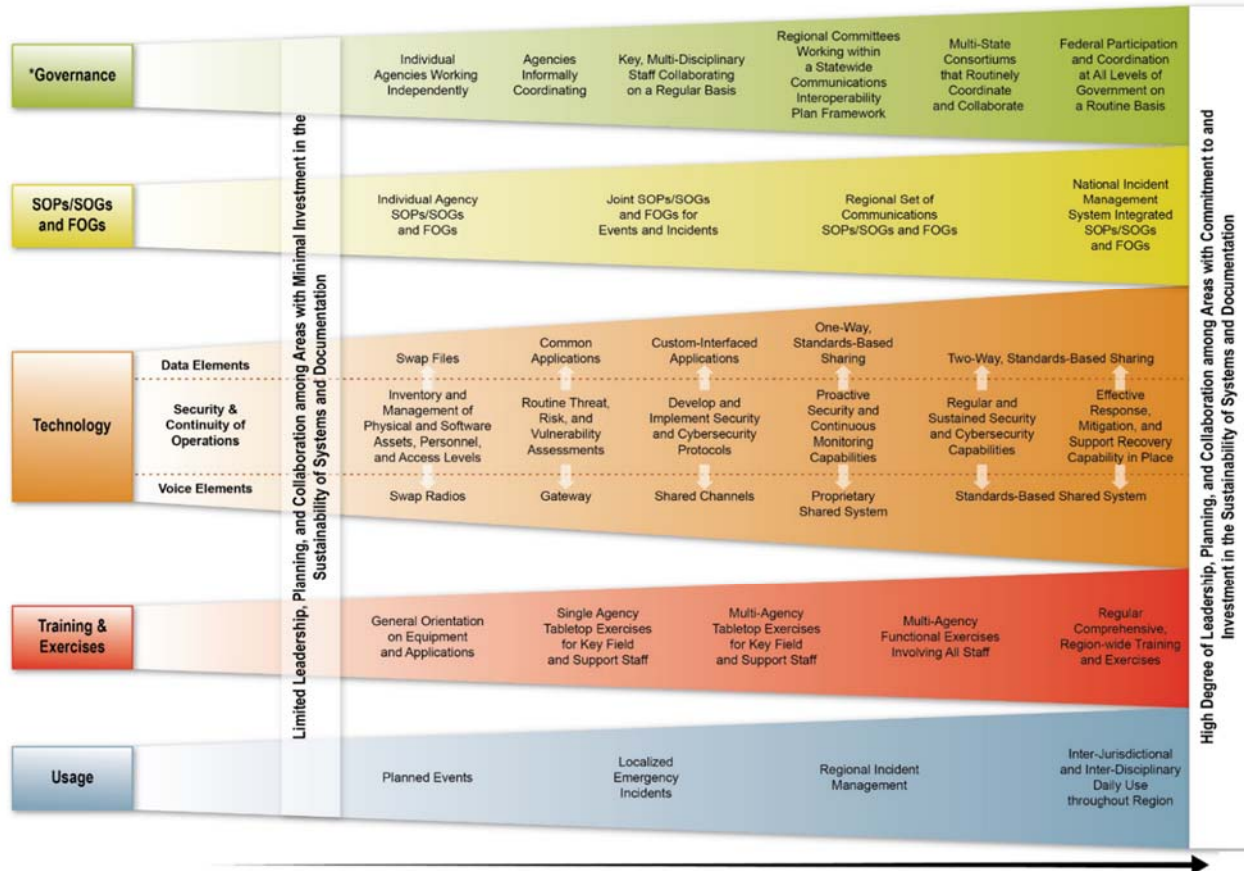 *Governance
Individual
Agencies Working
Independently
Agencies
Informally
Coordinating
Key, Multi-Disciplinary
Staff Collaborating
on a Regular Basis
Regional Committees
Working within
a Statewide
Communications
Interoperability
Plan Framework
Multi-State
Consortiums
that Routinely
Coordinate
and Collaborate
Federal Participation
and Coordination
at All Levels of
Government on
a Routine Basis
Limited Leadership, Planning, and Collaboration among Areas with Minimal Investment in the
Sustainability of Systems and Documentation
SOPs/SOGs
and FOGs
Individual Agency
SOPs/SOGs
and FOGs
Joint SOPs/SOGs
and FOGs for
Events and Incidents
Regional Set of
Communications
SOPs/SOGs and FOGs
National Incident
Management
System Integrated
SOPs/SOGs
and FOGs
Technology
Data Elements
Swap Files
Common
Applications
Custom-Interfaced
Applications
One-Way,
Standards-Based
Sharing
Two-Way, Standards-Based Sharing
Security &
Continuity of
Operations
Inventory and
Management of
Physical and Software
Assets, Personnel,
and Access Levels
Routine Threat,
Risk, and
Vulnerability
Assessments
Develop and
Implement Security
and Cybersecurity
Protocols
Proactive
Security and
Continuous
Monitoring
Capabilities
Regular and
Sustained Security
and Cybersecurity
Capabilities
Effective
Response,
Mitigation, and
Support Recovery
Capability in Place
Voice Elements
Swap Radios
Gateway
Shared Channels
Proprietary
Shared System
Standards-Based Shared System
Training &
Exercises
General Orientation
on Equipment
and Applications
Single Agency
Tabletop Exercises
for Key Field
and Support Staff
Multi-Agency
Tabletop Exercises
for Key Field
and Support Staff
Multi-Agency
Functional Exercises
Involving All Staff
Regular
Comprehensive,
Region-wide Training
and Exercises
Usage
Planned Events
Localized
Emergency
Incidents
Regional Incident
Management
Inter-Jurisdictional
and Inter-Disciplinary
Daily Use
throughout Region
High Degree of Leadership, Planning, and Collaboration among Areas with Commitment to and
Investment in the Sustainability of Systems and Documentation